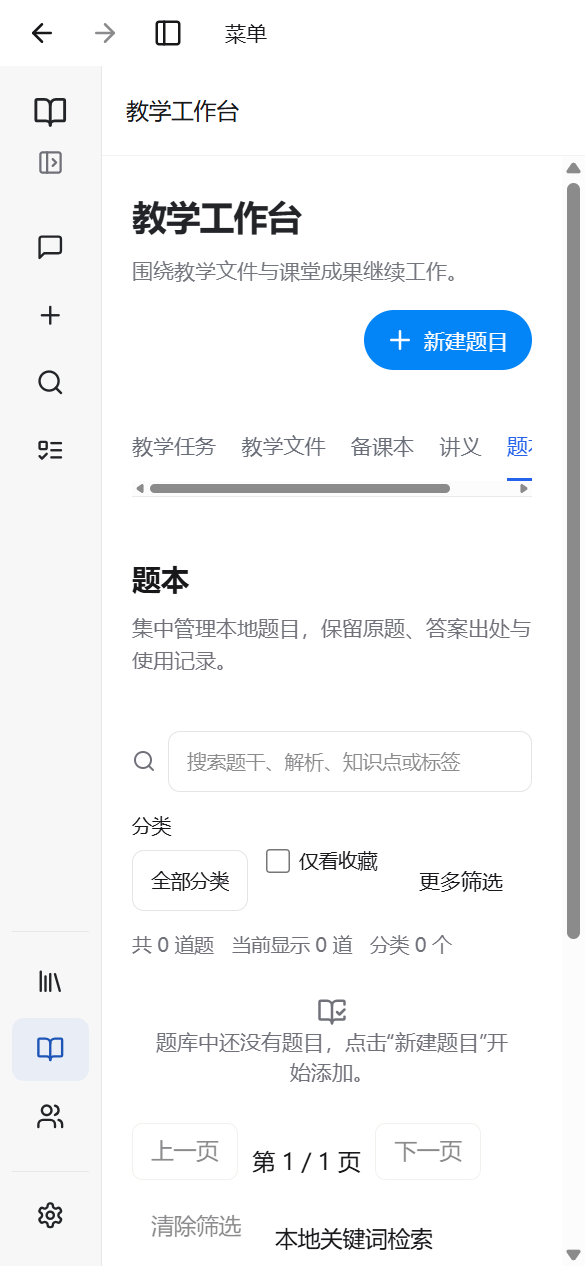 菜单
教学工作台
教学工作台
围绕教学文件与课堂成果继续工作。
新建题目
教学任务 教学文件 备课本 讲义 题
题本
集中管理本地题目，保留原题、答案出处与
使用记录。
搜索题干、解析、知识点或标签
分类
全部分类 仅看收藏 更多筛选
共 0 道题 当前显示 0 道 分类 0 个
题库中还没有题目，点击“新建题目”开
始添加。
上一页 第 1 / 1 页 下一页
清除筛选 本地关键词检索